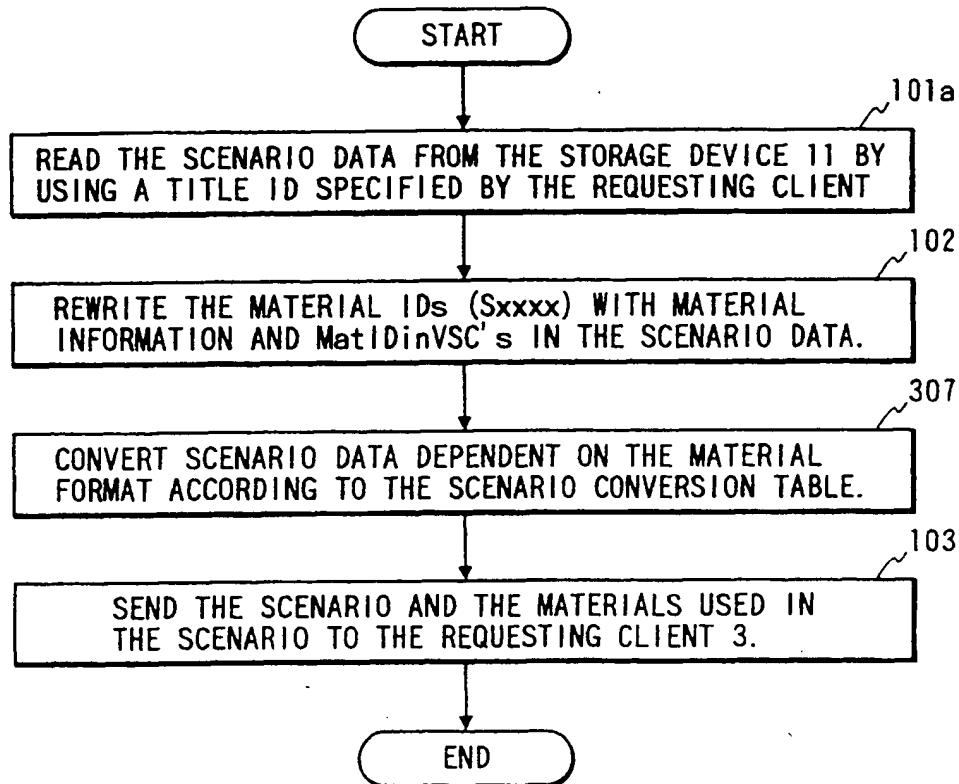 START
101a
READ THE SCENARIO DATA FROM THE STORAGE DEVICE 11 BY
USING A TITLE ID SPECIFIED BY THE REQUESTING CLIENT
102
REWRITE THE MATERIAL IDs (Sxxxx) WITH MATERIAL
INFORMATION AND MatIDinVSC's IN THE SCENARIO DATA.
307
CONVERT SCENARIO DATA DEPENDENT ON THE MATERIAL
FORMAT ACCORDING TO THE SCENARIO CONVERSION TABLE.
103
SEND THE SCENARIO AND THE MATERIALS USED IN
THE SCENARIO TO THE REQUESTING CLIENT 3.
END